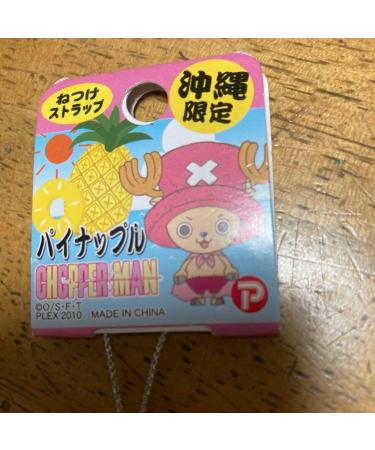 ねつけ
ストラップ
沖縄
限定
パイナップル
CHOPPER MAN
©O/S・F・T
PLEX 2010 MADE IN CHINA
P